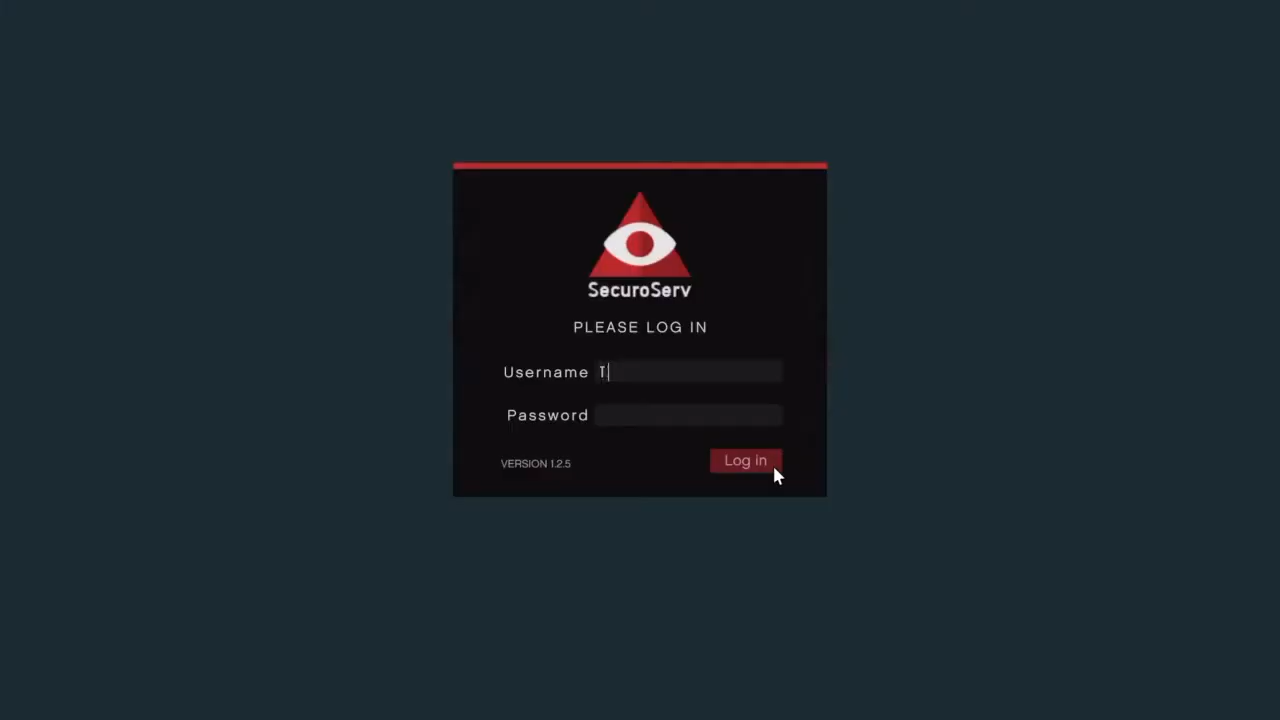 SecuroServ
PLEASE LOG IN
Username T
Password
VERSION 1.2.5
Log in